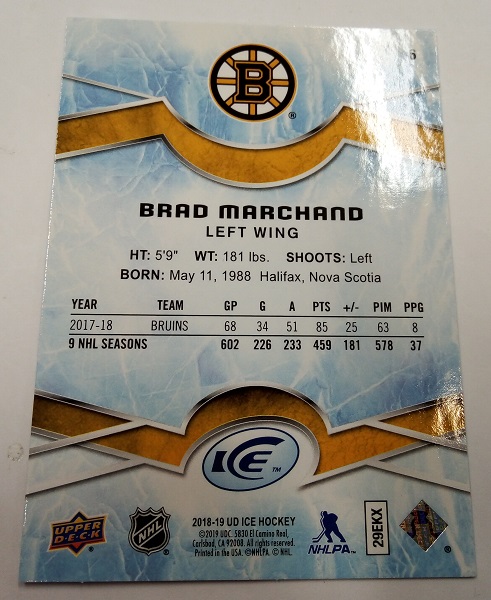 6
B ®
BRAD MARCHAND
LEFT WING
HT: 5'9" WT: 181 lbs. SHOOTS: Left
BORN: May 11, 1988 Halifax, Nova Scotia
YEAR TEAM GP G A PTS +/- PIM PPG
2017-18 BRUINS 68 34 51 85 25 63 8
9 NHL SEASONS 602 226 233 459 181 578 37
ICE TM
UPPER DECK ®
NHL ®
2018-19 UD ICE HOCKEY
©2019 UDC. 5830 El Camino Real,
Carlsbad, CA 92008. All rights reserved.
Printed in the USA. ©NHLPA. © NHL.
NHLPA
29EKX